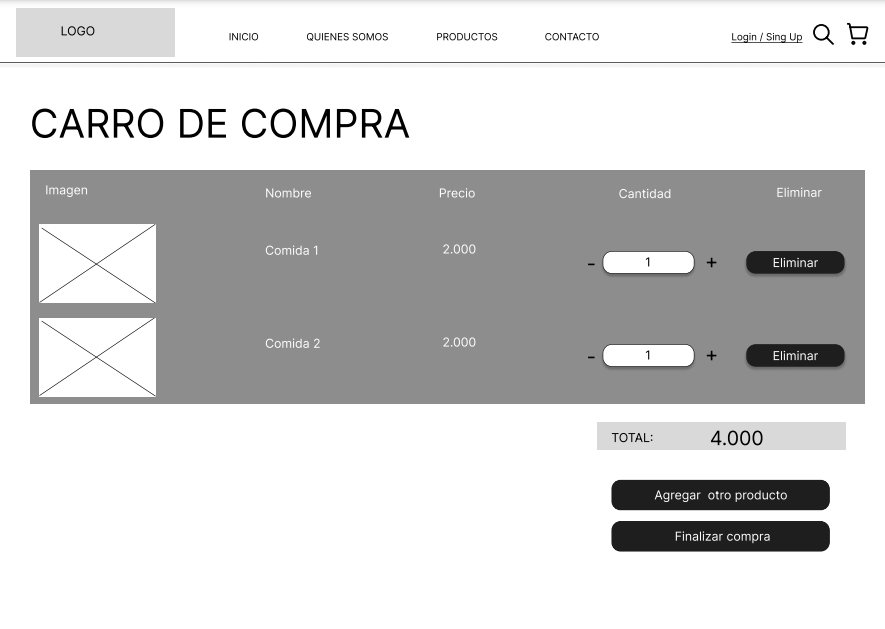 LOGO
INICIO QUIENES SOMOS PRODUCTOS CONTACTO Login / Sing Up
CARRO DE COMPRA
Imagen Nombre Precio Cantidad Eliminar
Comida 1 2.000 - 1 + Eliminar
Comida 2 2.000 - 1 + Eliminar
TOTAL: 4.000
Agregar otro producto
Finalizar compra